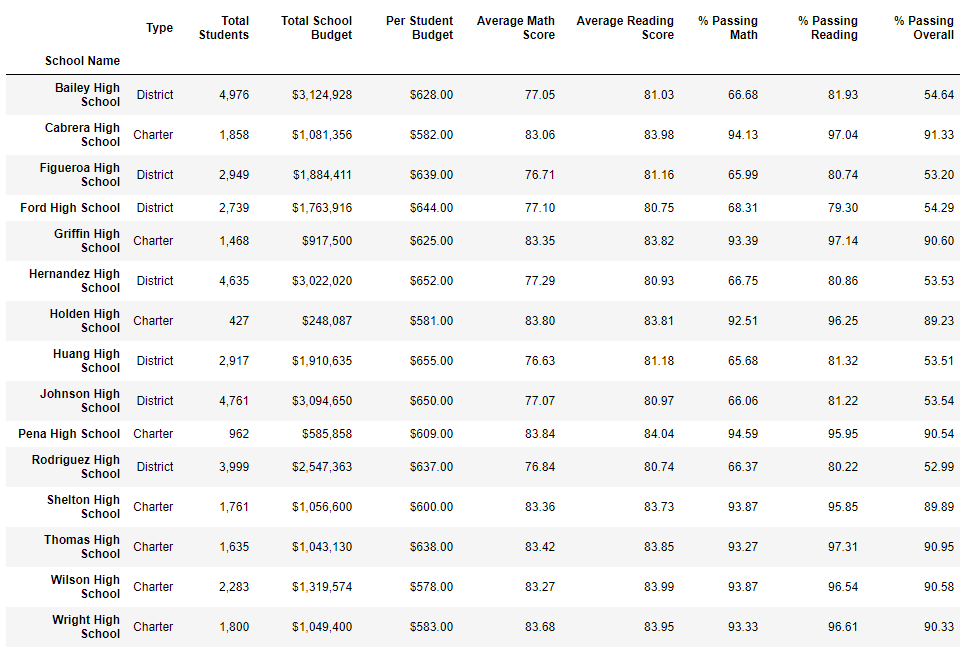 Type Total Students Total School Budget Per Student Budget Average Math Score Average Reading Score % Passing Math % Passing Reading % Passing Overall
School Name
Bailey High School District 4,976 $3,124,928 $628.00 77.05 81.03 66.68 81.93 54.64
Cabrera High School Charter 1,858 $1,081,356 $582.00 83.06 83.98 94.13 97.04 91.33
Figueroa High School District 2,949 $1,884,411 $639.00 76.71 81.16 65.99 80.74 53.20
Ford High School District 2,739 $1,763,916 $644.00 77.10 80.75 68.31 79.30 54.29
Griffin High School Charter 1,468 $917,500 $625.00 83.35 83.82 93.39 97.14 90.60
Hernandez High School District 4,635 $3,022,020 $652.00 77.29 80.93 66.75 80.86 53.53
Holden High School Charter 427 $248,087 $581.00 83.80 83.81 92.51 96.25 89.23
Huang High School District 2,917 $1,910,635 $655.00 76.63 81.18 65.68 81.32 53.51
Johnson High School District 4,761 $3,094,650 $650.00 77.07 80.97 66.06 81.22 53.54
Pena High School Charter 962 $585,858 $609.00 83.84 84.04 94.59 95.95 90.54
Rodriguez High School District 3,999 $2,547,363 $637.00 76.84 80.74 66.37 80.22 52.99
Shelton High School Charter 1,761 $1,056,600 $600.00 83.36 83.73 93.87 95.85 89.89
Thomas High School Charter 1,635 $1,043,130 $638.00 83.42 83.85 93.27 97.31 90.95
Wilson High School Charter 2,283 $1,319,574 $578.00 83.27 83.99 93.87 96.54 90.58
Wright High School Charter 1,800 $1,049,400 $583.00 83.68 83.95 93.33 96.61 90.33